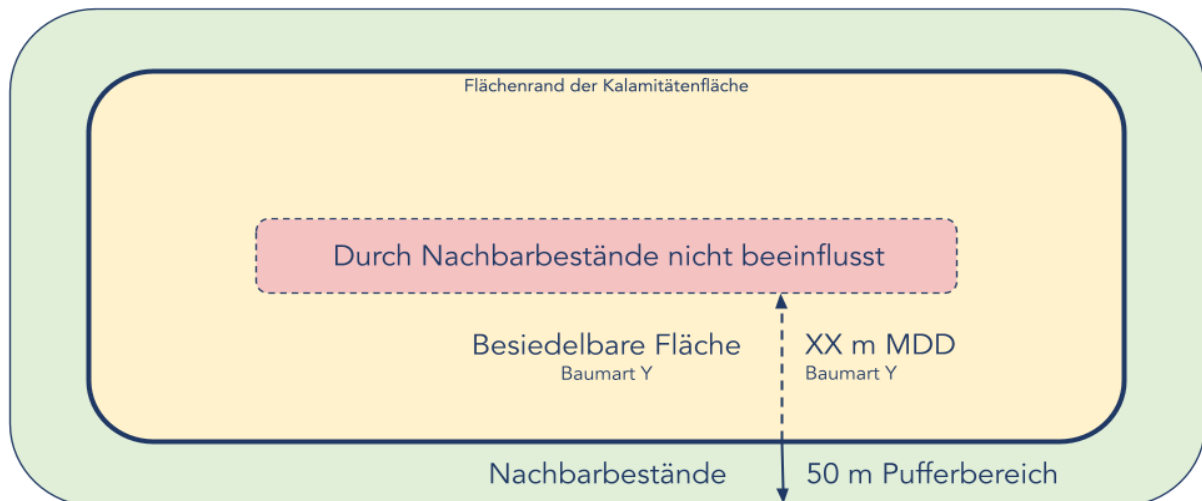 Flächenrand der Kalamitätenfläche
Durch Nachbarbestände nicht beeinflusst
Besiedelbare Fläche
Baumart Y
XX m MDD
Baumart Y
Nachbarbestände
50 m Pufferbereich